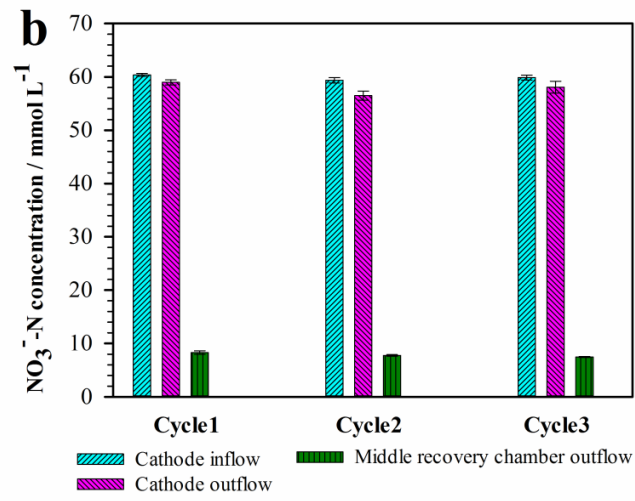 b
NO3⁻-N concentration / mmol L⁻¹
70
60
50
40
30
20
10
0
Cycle1 Cycle2 Cycle3
Cathode inflow Middle recovery chamber outflow
Cathode outflow